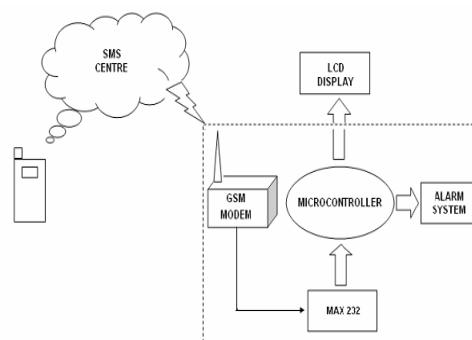 SMS
CENTRE
LCD
DISPLAY
GSM
MODEM
MICROCONTROLLER
ALARM
SYSTEM
MAX 232